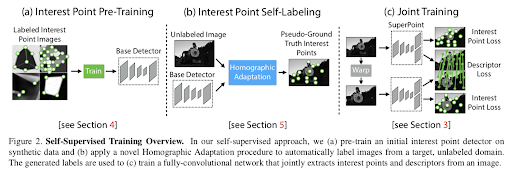 (a) Interest Point Pre-Training
Labeled Interest
Point Images
Train
Base Detector
[see Section 4]
(b) Interest Point Self-Labeling
Unlabeled Image
Base Detector
Homographic
Adaptation
Pseudo-Ground
Truth Interest
Points
[see Section 5]
(c) Joint Training
SuperPoint
Warp
Interest
Point Loss
Descriptor
Loss
Interest
Point Loss
[see Section 3]
Figure 2. Self-Supervised Training Overview. In our self-supervised approach, we (a) pre-train an initial interest point detector on
synthetic data and (b) apply a novel Homographic Adaptation procedure to automatically label images from a target, unlabeled domain.
The generated labels are used to (c) train a fully-convolutional network that jointly extracts interest points and descriptors from an image.